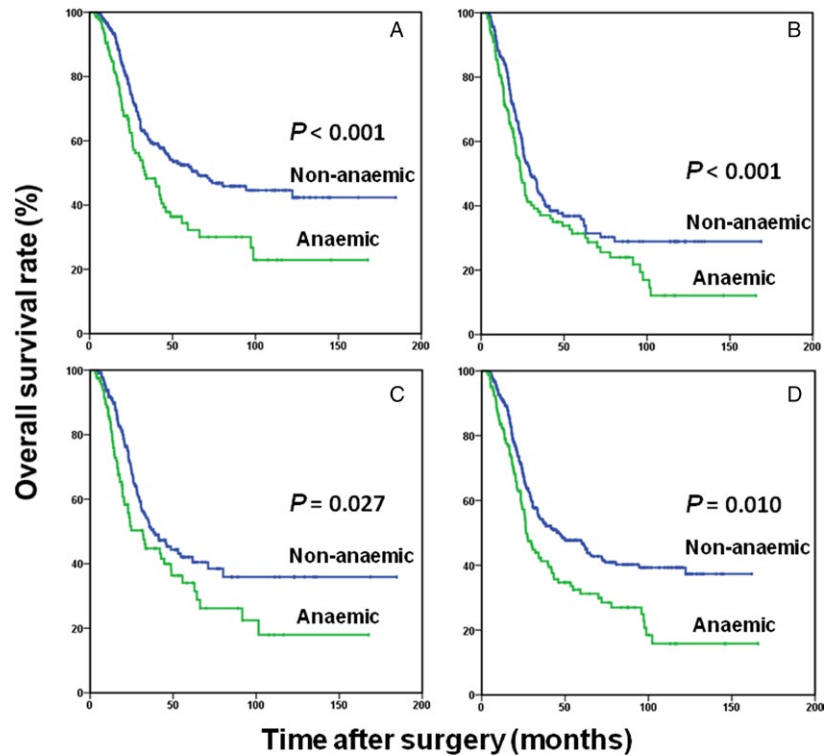 Overall survival rate (%)
A
100
80
60
40
20
0
0 50 100 150 200
P < 0.001
Non-anaemic
Anaemic
B
100
80
60
40
20
0
0 50 100 150 200
P < 0.001
Non-anaemic
Anaemic
C
100
80
60
40
20
0
0 50 100 150 200
P = 0.027
Non-anaemic
Anaemic
D
100
80
60
40
20
0
0 50 100 150 200
P = 0.010
Non-anaemic
Anaemic
Time after surgery (months)